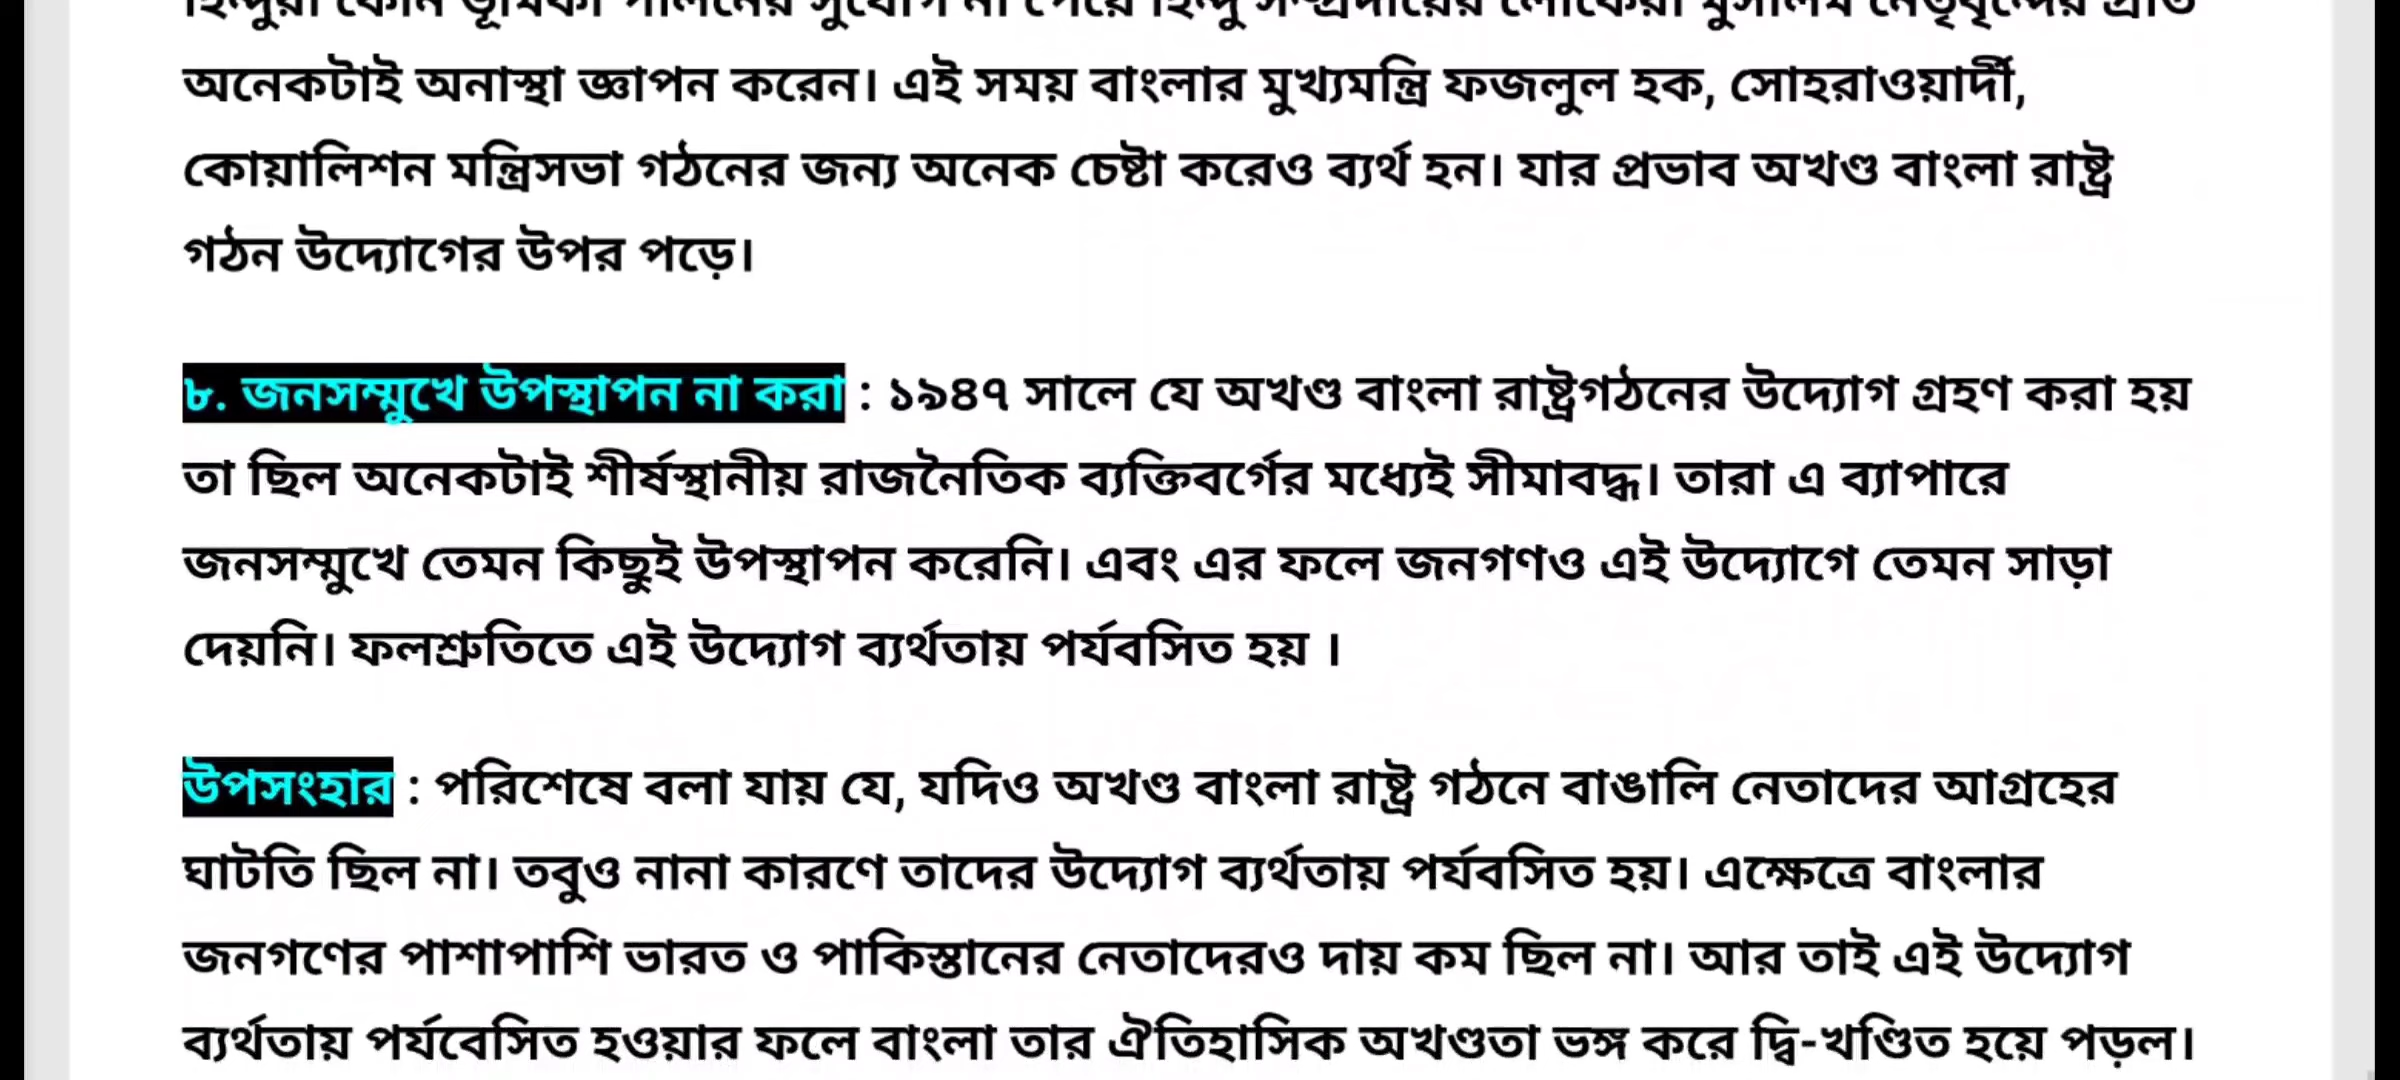 হিন্দুরা কোন ভূমিকা পালনের সুযোগ না পেয়ে হিন্দু সম্প্রদায়ের লোকেরা মুসলিম নেতৃবৃন্দের প্রতি
অনেকটাই অনাস্থা জ্ঞাপন করেন। এই সময় বাংলার মুখ্যমন্ত্রি ফজলুল হক, সোহরাওয়ার্দী,
কোয়ালিশন মন্ত্রিসভা গঠনের জন্য অনেক চেষ্টা করেও ব্যর্থ হন। যার প্রভাব অখণ্ড বাংলা রাষ্ট্র
গঠন উদ্যোগের উপর পড়ে।
৮. জনসম্মুখে উপস্থাপন না করা : ১৯৪৭ সালে যে অখণ্ড বাংলা রাষ্ট্রগঠনের উদ্যোগ গ্রহণ করা হয়
তা ছিল অনেকটাই শীর্ষস্থানীয় রাজনৈতিক ব্যক্তিবর্গের মধ্যেই সীমাবদ্ধ। তারা এ ব্যাপারে
জনসম্মুখে তেমন কিছুই উপস্থাপন করেনি। এবং এর ফলে জনগণও এই উদ্যোগে তেমন সাড়া
দেয়নি। ফলশ্রুতিতে এই উদ্যোগ ব্যর্থতায় পর্যবসিত হয় ।
উপসংহার : পরিশেষে বলা যায় যে, যদিও অখণ্ড বাংলা রাষ্ট্র গঠনে বাঙালি নেতাদের আগ্রহের
ঘাটতি ছিল না। তবুও নানা কারণে তাদের উদ্যোগ ব্যর্থতায় পর্যবসিত হয়। এক্ষেত্রে বাংলার
জনগণের পাশাপাশি ভারত ও পাকিস্তানের নেতাদেরও দায় কম ছিল না। আর তাই এই উদ্যোগ
ব্যর্থতায় পর্যবেসিত হওয়ার ফলে বাংলা তার ঐতিহাসিক অখণ্ডতা ভঙ্গ করে দ্বি-খণ্ডিত হয়ে পড়ল।